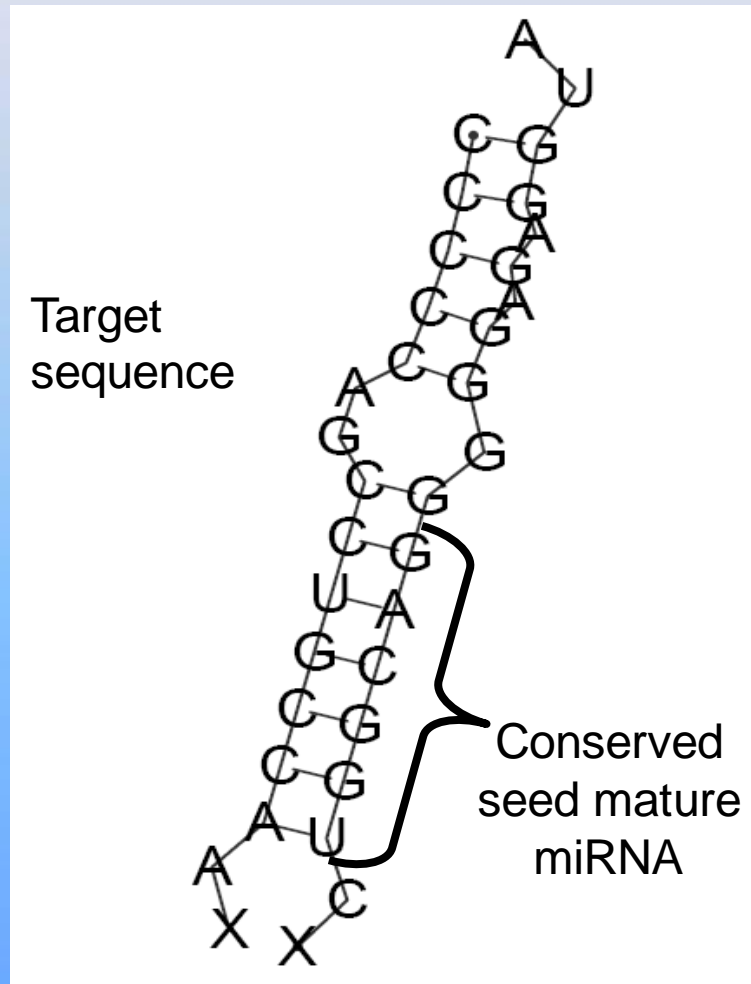 A
U
C G
C G
A
C G
A
C G
C G
A
G G
C G
C G
U A
G C
C G
C G
A U
A C
X X
Target
sequence
Conserved
seed mature
miRNA